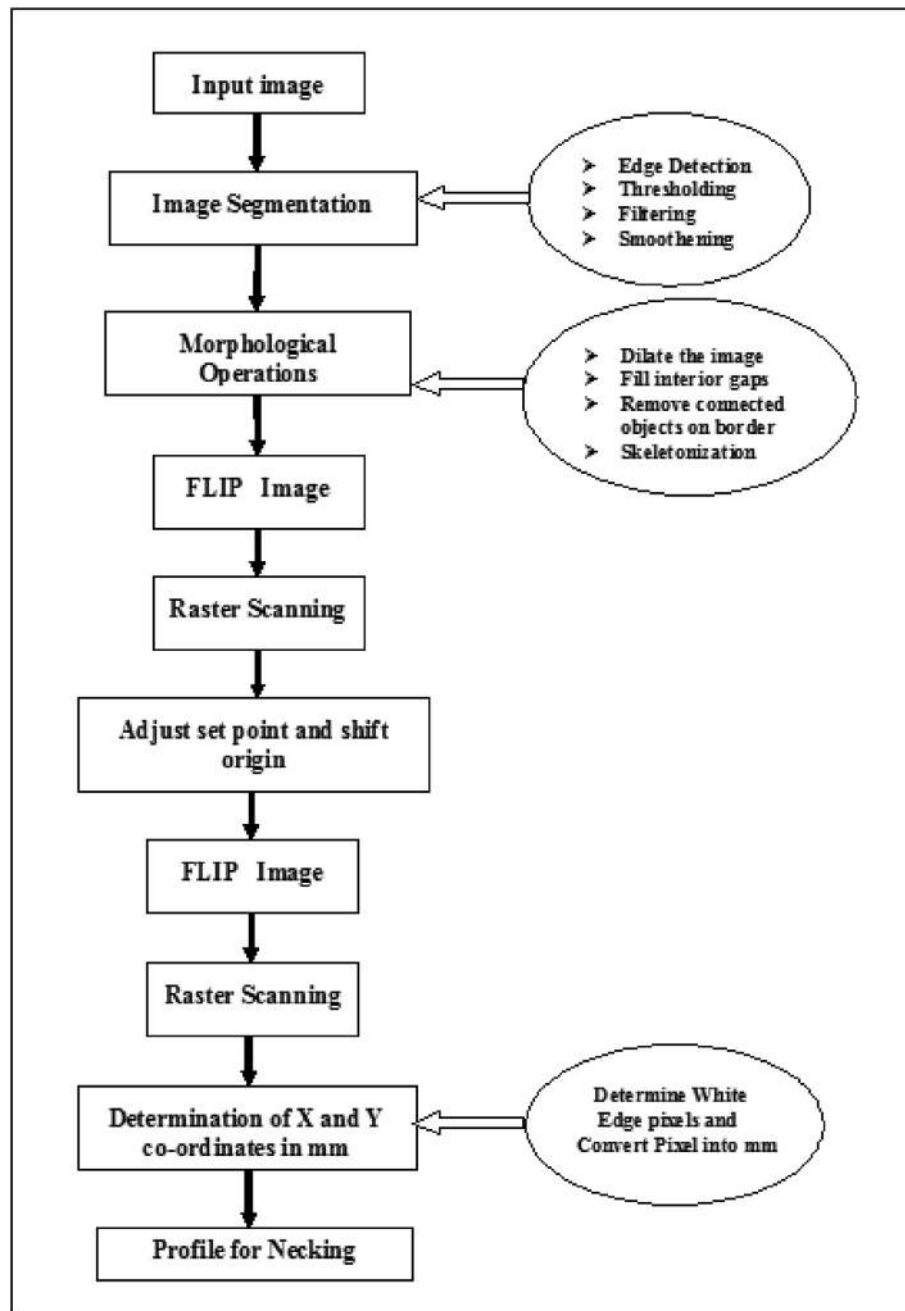 Input image
Image Segmentation
➤ Edge Detection
➤ Thresholding
➤ Filtering
➤ Smoothening
Morphological
Operations
➤ Dilate the image
➤ Fill interior gaps
➤ Remove connected
objects on border
➤ Skeletonization
FLIP Image
Raster Scanning
Adjust set point and shift
origin
FLIP Image
Raster Scanning
Determination of X and Y
co-ordinates in mm
Determine White
Edge pixels and
Convert Pixel into mm
Profile for Necking